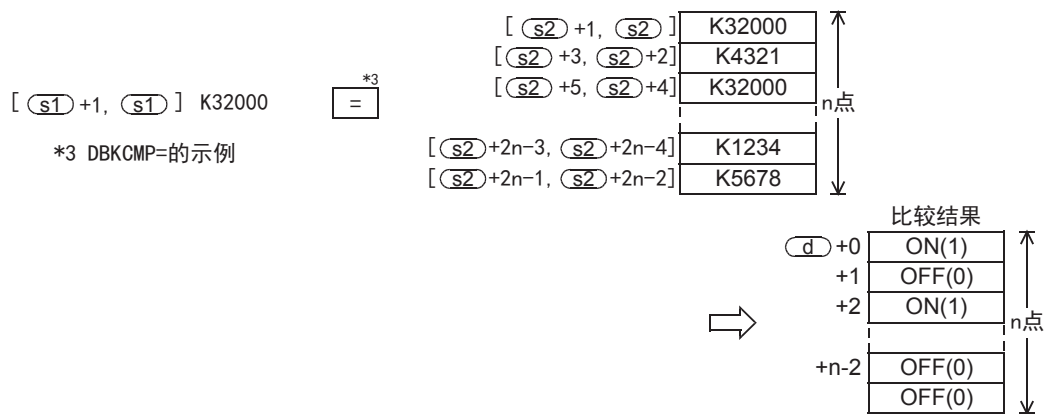 [ s2 +1, s2 ] K32000
[ s2 +3, s2 +2] K4321
[ s2 +5, s2 +4] K32000
n点
[ s1 +1, s1 ] K32000 = *3
*3 DBKCMP=的示例
[ s2 +2n-3, s2 +2n-4] K1234
[ s2 +2n-1, s2 +2n-2] K5678
比较结果
d +0 ON(1)
+1 OFF(0)
+2 ON(1)
n点
+n-2 OFF(0)
OFF(0)